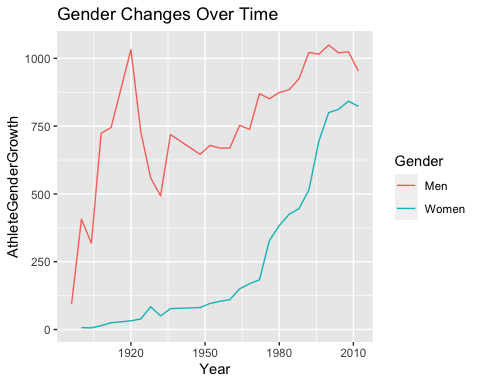 Gender Changes Over Time
AthleteGenderGrowth
1000
750
500
250
0
1920
1950
1980
2010
Year
Gender
Men
Women